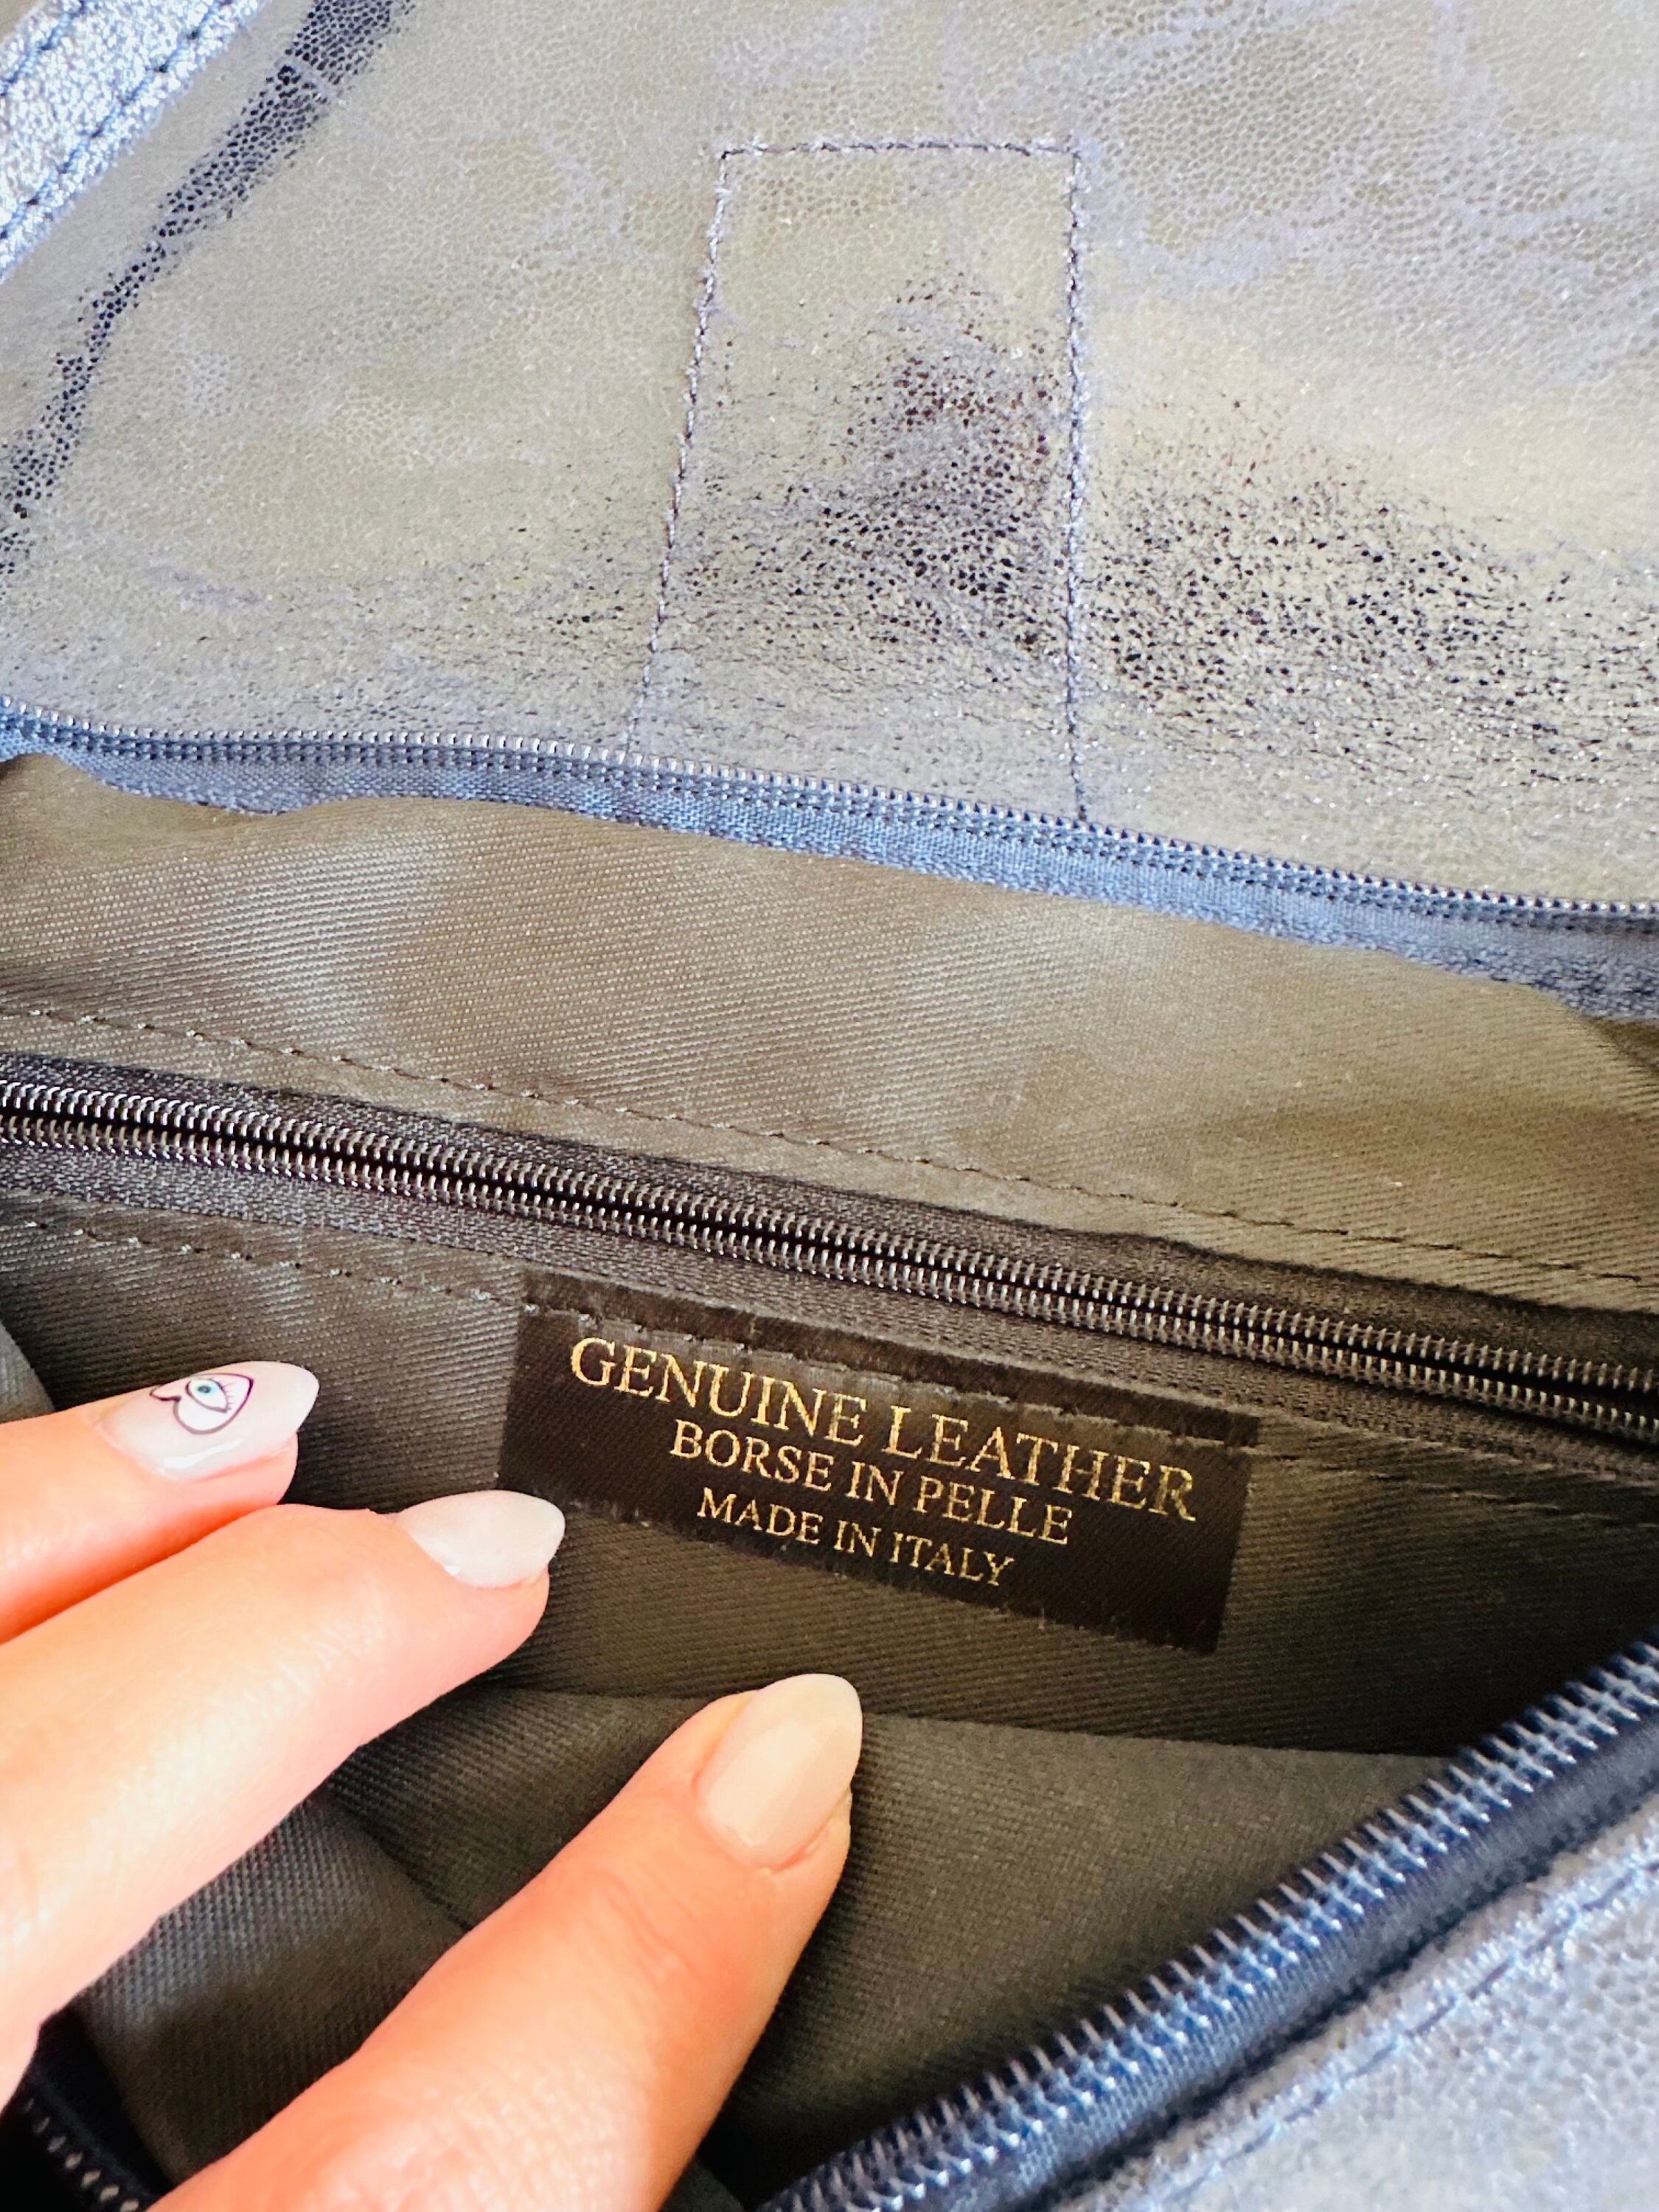 GENUINE LEATHER
BORSE IN PELLE
MADE IN ITALY